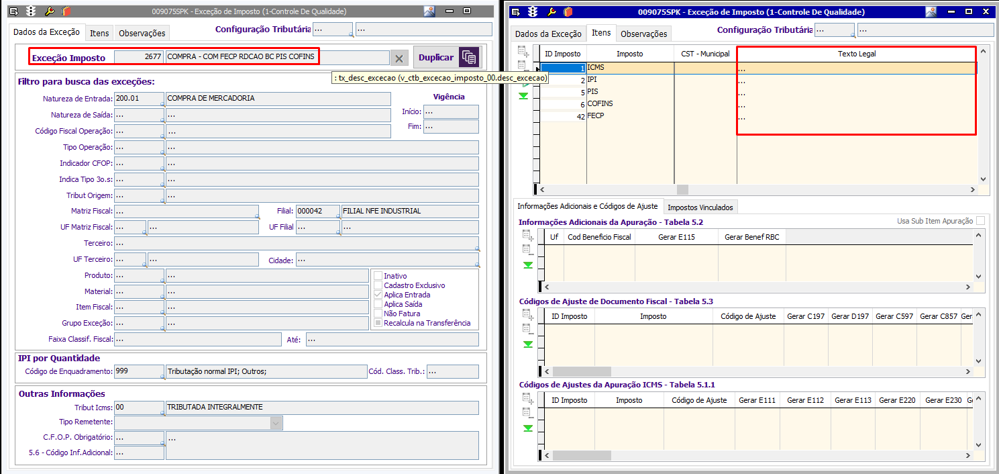 009075SPK - Exceção de Imposto (1-Controle De Qualidade)
Dados da Exceção
Itens
Observações
Configuração Tributária
...
...
Exceção Imposto
2677
COMPRA - COM FECP RDCAO BC PIS COFINS
Duplicar
: tx_desc_excecao (v_ctb_excecao_imposto_00.desc_excecao)
Filtro para busca das exceções:
Natureza de Entrada: 200.01 COMPRA DE MERCADORIA
Vigência
Natureza de Saída: ... ...
Início: ...
Código Fiscal Operação: ... ...
Fim: ...
Tipo Operação: ... ...
Indicador CFOP: ... ...
Indica Tipo 3o.s: ... ...
Tribut Origem: ... ...
Matriz Fiscal: ... Filial: 000042 FILIAL NFE INDUSTRIAL
UF Matriz Fiscal: ... ... UF Filial ... ...
Terceiro: ...
UF Terceiro: ... ... Cidade: ...
Produto: ... ...
Material: ... ...
Item Fiscal: ... ...
Grupo Exceção: ... ...
Inativo
Cadastro Exclusivo
Aplica Entrada
Aplica Saída
Não Fatura
Recalcula na Transferência
Faixa Classif. Fiscal: ... Até: ...
IPI por Quantidade
Código de Enquadramento: 999 Tributação normal IPI; Outros; Cód. Class. Trib.: ...
Outras Informações
Tribut Icms: 00 TRIBUTADA INTEGRALMENTE
Tipo Remetente:
C.F.O.P. Obrigatório: ... ...
5.6 - Código Inf.Adicional: ...
009075SPK - Exceção de Imposto (1-Controle De Qualidade)
Dados da Exceção
Itens
Observações
Configuração Tributária
...
...
ID Imposto Imposto CST - Municipal Texto Legal
1 ICMS ...
2 IPI ...
5 PIS ...
6 COFINS ...
42 FECP ...
Informações Adicionais e Códigos de Ajuste
Impostos Vinculados
Informações Adicionais da Apuração - Tabela 5.2
Usa Sub Item Apuração
Uf Cod Beneficio Fiscal Gerar E115 Gerar Benef RBC
Códigos de Ajuste de Documento Fiscal - Tabela 5.3
ID Imposto Imposto Código de Ajuste Gerar C197 Gerar D197 Gerar C597 Gerar C857 Ger
Códigos de Ajustes da Apuração ICMS - Tabela 5.1.1
ID Imposto Imposto Código de Ajuste Gerar E111 Gerar E112 Gerar E113 Gerar E220 Gerar E230 G